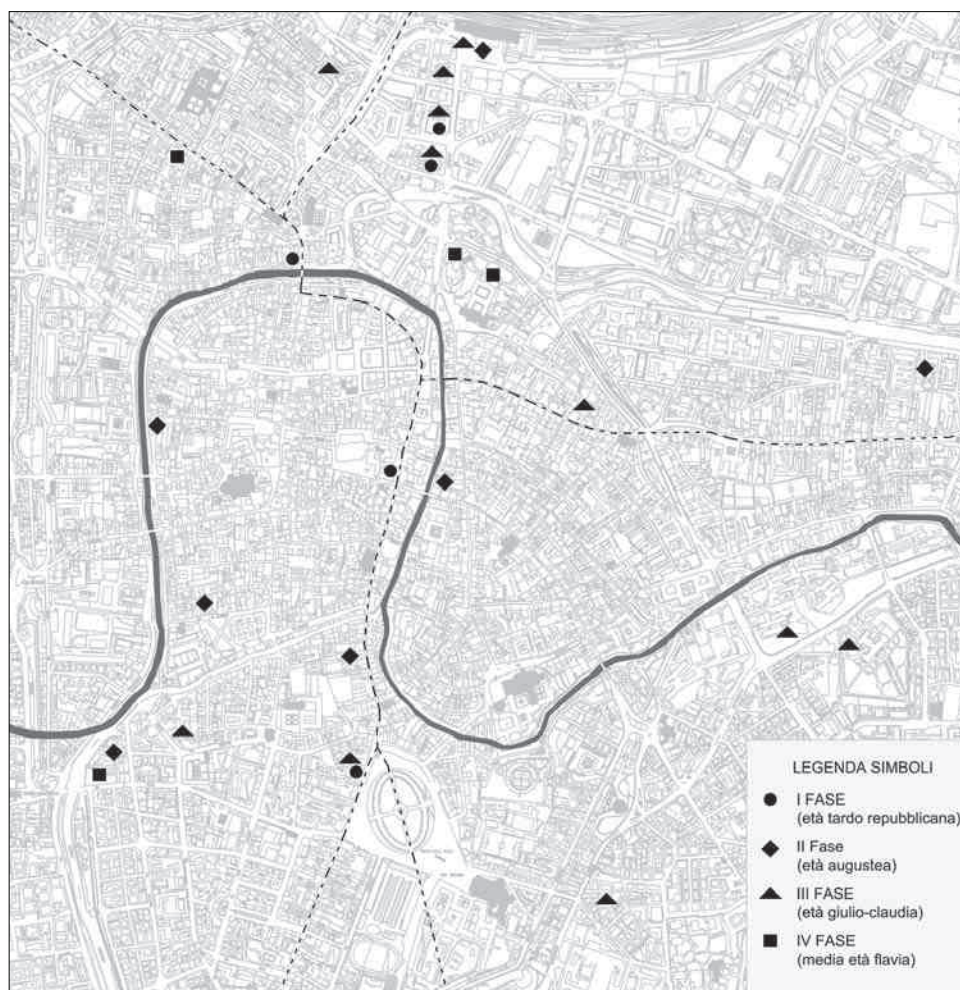 LEGENDA SIMBOLI
I FASE
(età tardo repubblicana)
II Fase
(età augustea)
III FASE
(età giulio-claudia)
IV FASE
(media età flavia)